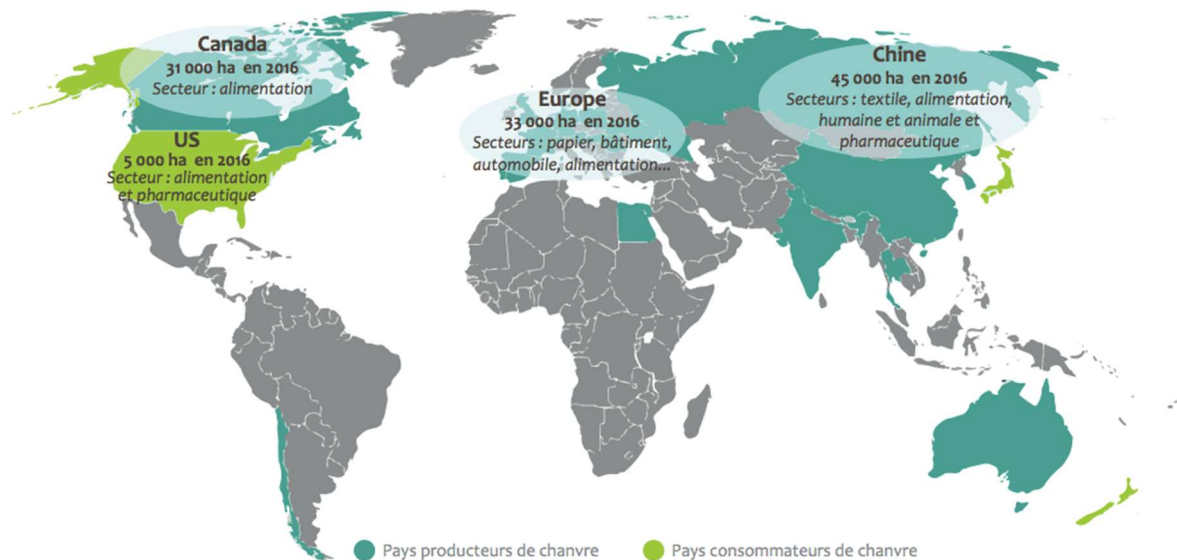 Canada
31 000 ha en 2016
Secteur : alimentation
US
5 000 ha en 2016
Secteur : alimentation
et pharmaceutique
Europe
33 000 ha en 2016
Secteurs : papier, bâtiment,
automobile, alimentation...
Chine
45 000 ha en 2016
Secteurs : textile, alimentation,
humaine et animale et
pharmaceutique
Pays producteurs de chanvre
Pays consommateurs de chanvre